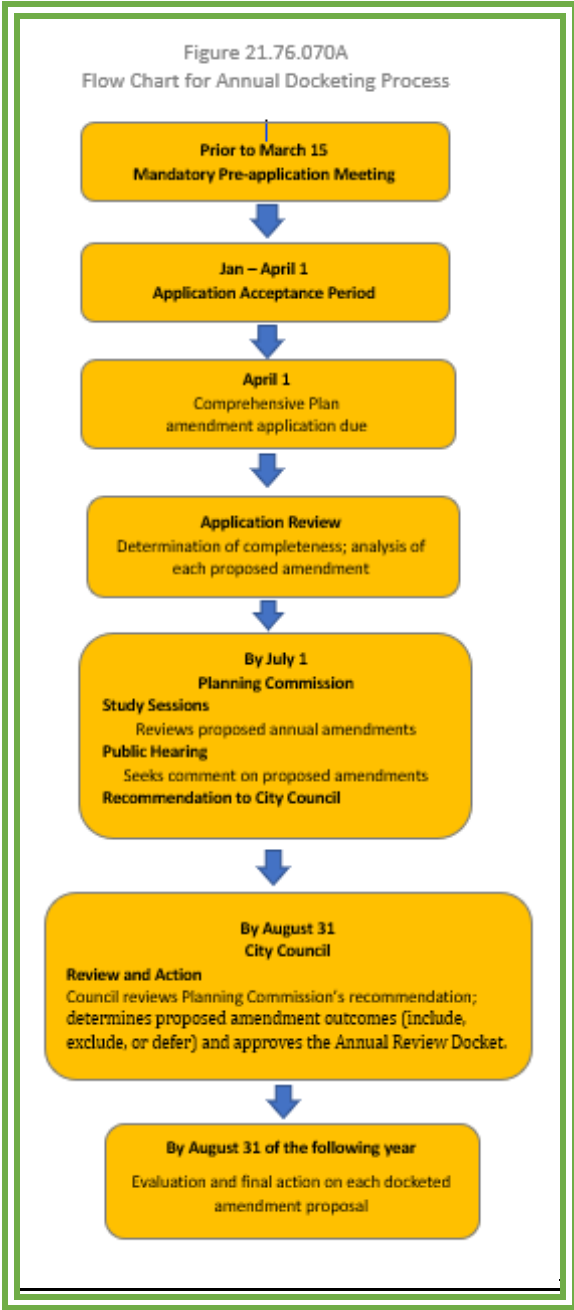 Figure 21.76.070A
Flow Chart for Annual Docketing Process
Prior to March 15
Mandatory Pre-application Meeting
Jan – April 1
Application Acceptance Period
April 1
Comprehensive Plan
amendment application due
Application Review
Determination of completeness; analysis of
each proposed amendment
By July 1
Planning Commission
Study Sessions
Reviews proposed annual amendments
Public Hearing
Seeks comment on proposed amendments
Recommendation to City Council
By August 31
City Council
Review and Action
Council reviews Planning Commission's recommendation;
determines proposed amendment outcomes (include,
exclude, or defer) and approves the Annual Review Docket.
By August 31 of the following year
Evaluation and final action on each docketed
amendment proposal